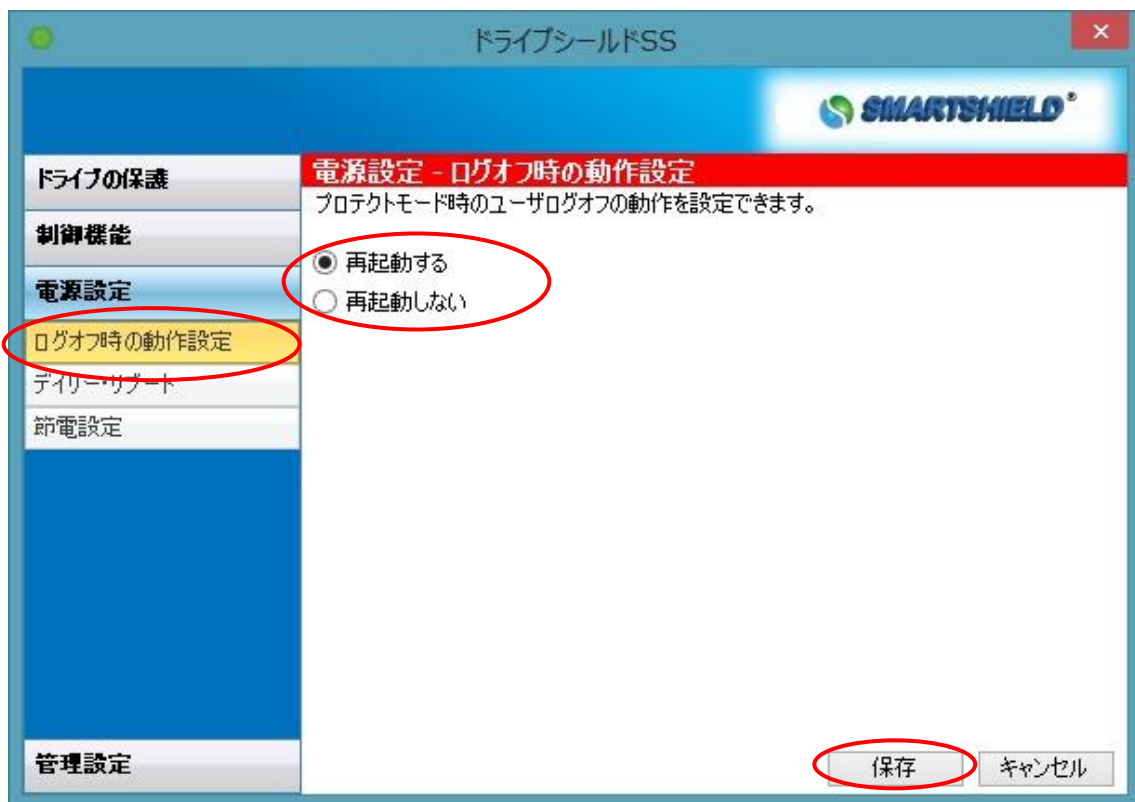 ドライブシールドSS
SMARTSHIELD®
ドライブの保護
制御機能
電源設定
ログオフ時の動作設定
デイリー・リブート
節電設定
管理設定
電源設定 - ログオフ時の動作設定
プロテクトモード時のユーザログオフの動作を設定できます。
再起動する
再起動しない
保存
キャンセル